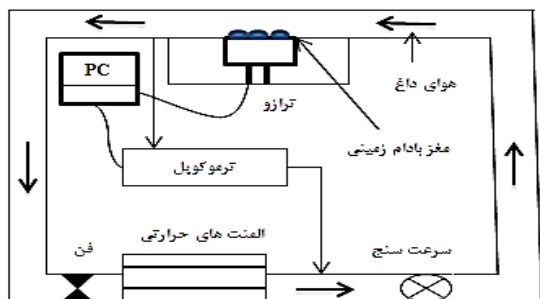 PC
هوای داغ
ترازو
مغز بادام زمینی
ترموکوپل
المنت های حرارتی
فن
سرعت سنج